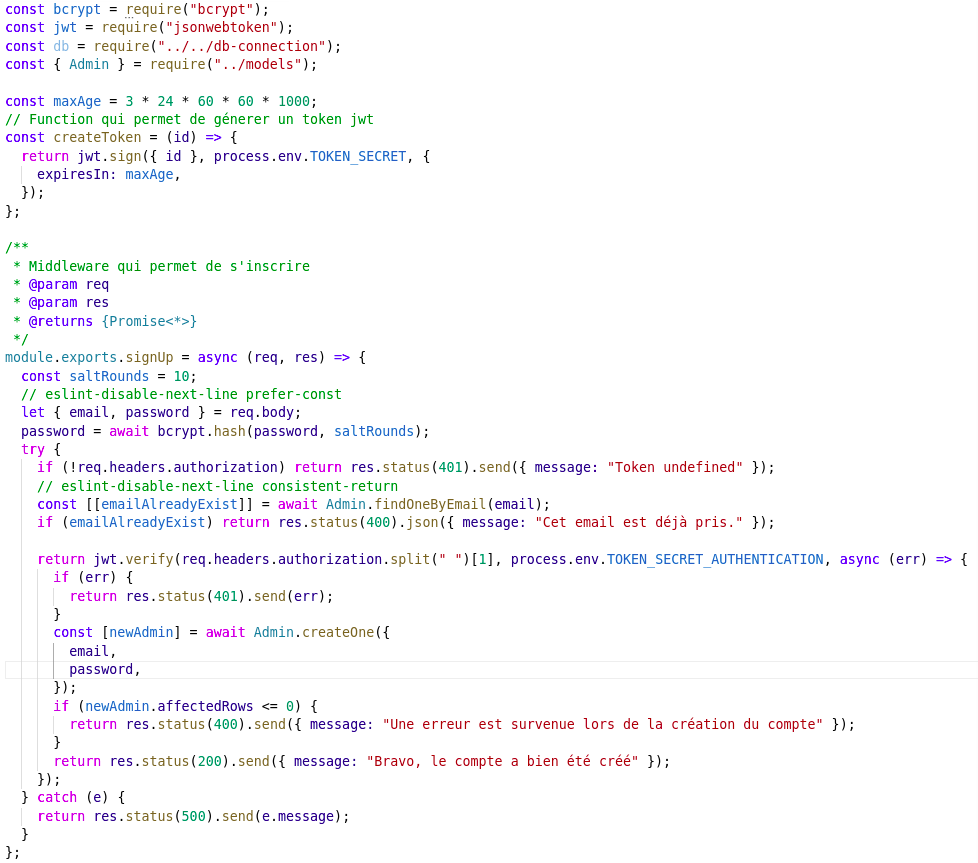 const bcrypt = require("bcrypt");
const jwt = require("jsonwebtoken");
const db = require("../../db-connection");
const { Admin } = require("../models");

const maxAge = 3 * 24 * 60 * 60 * 1000;
// Function qui permet de génerer un token jwt
const createToken = (id) => {
  return jwt.sign({ id }, process.env.TOKEN_SECRET, {
    expiresIn: maxAge,
  });
};

/**
 * Middleware qui permet de s'inscrire
 * @param req
 * @param res
 * @returns {Promise<*>}
 */
module.exports.signUp = async (req, res) => {
  const saltRounds = 10;
  // eslint-disable-next-line prefer-const
  let { email, password } = req.body;
  password = await bcrypt.hash(password, saltRounds);
  try {
    if (!req.headers.authorization) return res.status(401).send({ message: "Token undefined" });
    // eslint-disable-next-line consistent-return
    const [[emailAlreadyExist]] = await Admin.findOneByEmail(email);
    if (emailAlreadyExist) return res.status(400).json({ message: "Cet email est déjà pris." });

    return jwt.verify(req.headers.authorization.split(" ")[1], process.env.TOKEN_SECRET_AUTHENTICATION, async (err) => {
      if (err) {
        return res.status(401).send(err);
      }
      const [newAdmin] = await Admin.createOne({
        email,
        password,
      });
      if (newAdmin.affectedRows <= 0) {
        return res.status(400).send({ message: "Une erreur est survenue lors de la création du compte" });
      }
      return res.status(200).send({ message: "Bravo, le compte a bien été créé" });
    });
  } catch (e) {
    return res.status(500).send(e.message);
  }
};